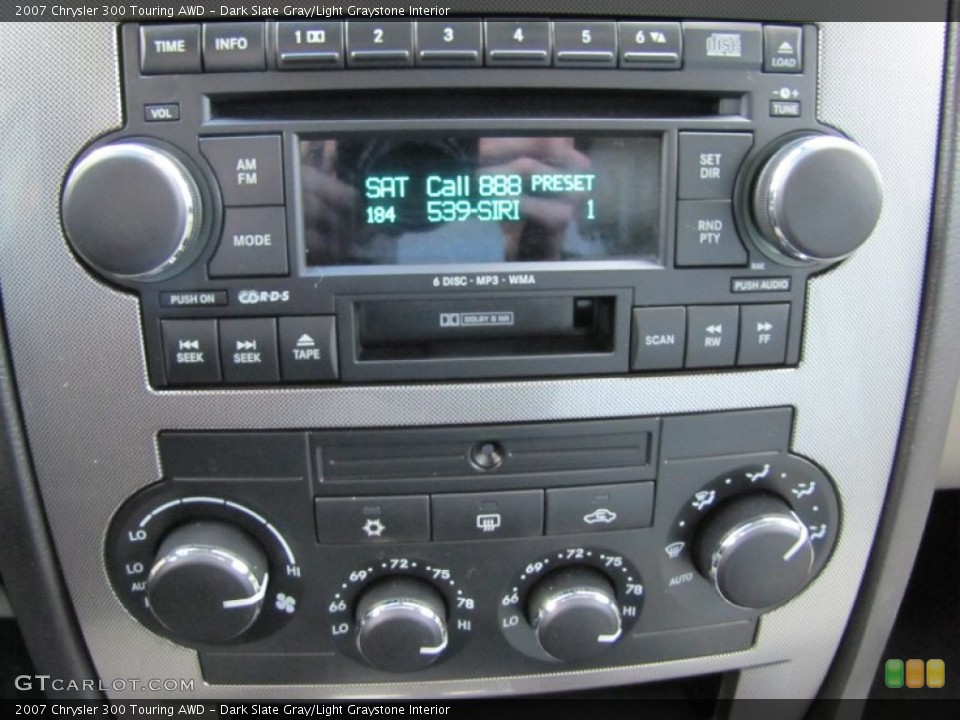 2007 Chrysler 300 Touring AWD - Dark Slate Gray/Light Graystone Interior
TIME INFO 1 2 3 4 5 6 disc LOAD
VOL TUNE
AM FM SET DIR
SAT Call 888 PRESET
184 539-SIRI 1
MODE RND PTY
6 DISC · MP3 · WMA
PUSH ON CD R·D·S PUSH AUDIO
SEEK SEEK TAPE DOLBY B NR SCAN RW FF
LO HI
LO
AUTO
LO 66 69 72 75 78 HI
LO 66 69 72 75 78 HI
GTCARLOT.COM
2007 Chrysler 300 Touring AWD - Dark Slate Gray/Light Graystone Interior